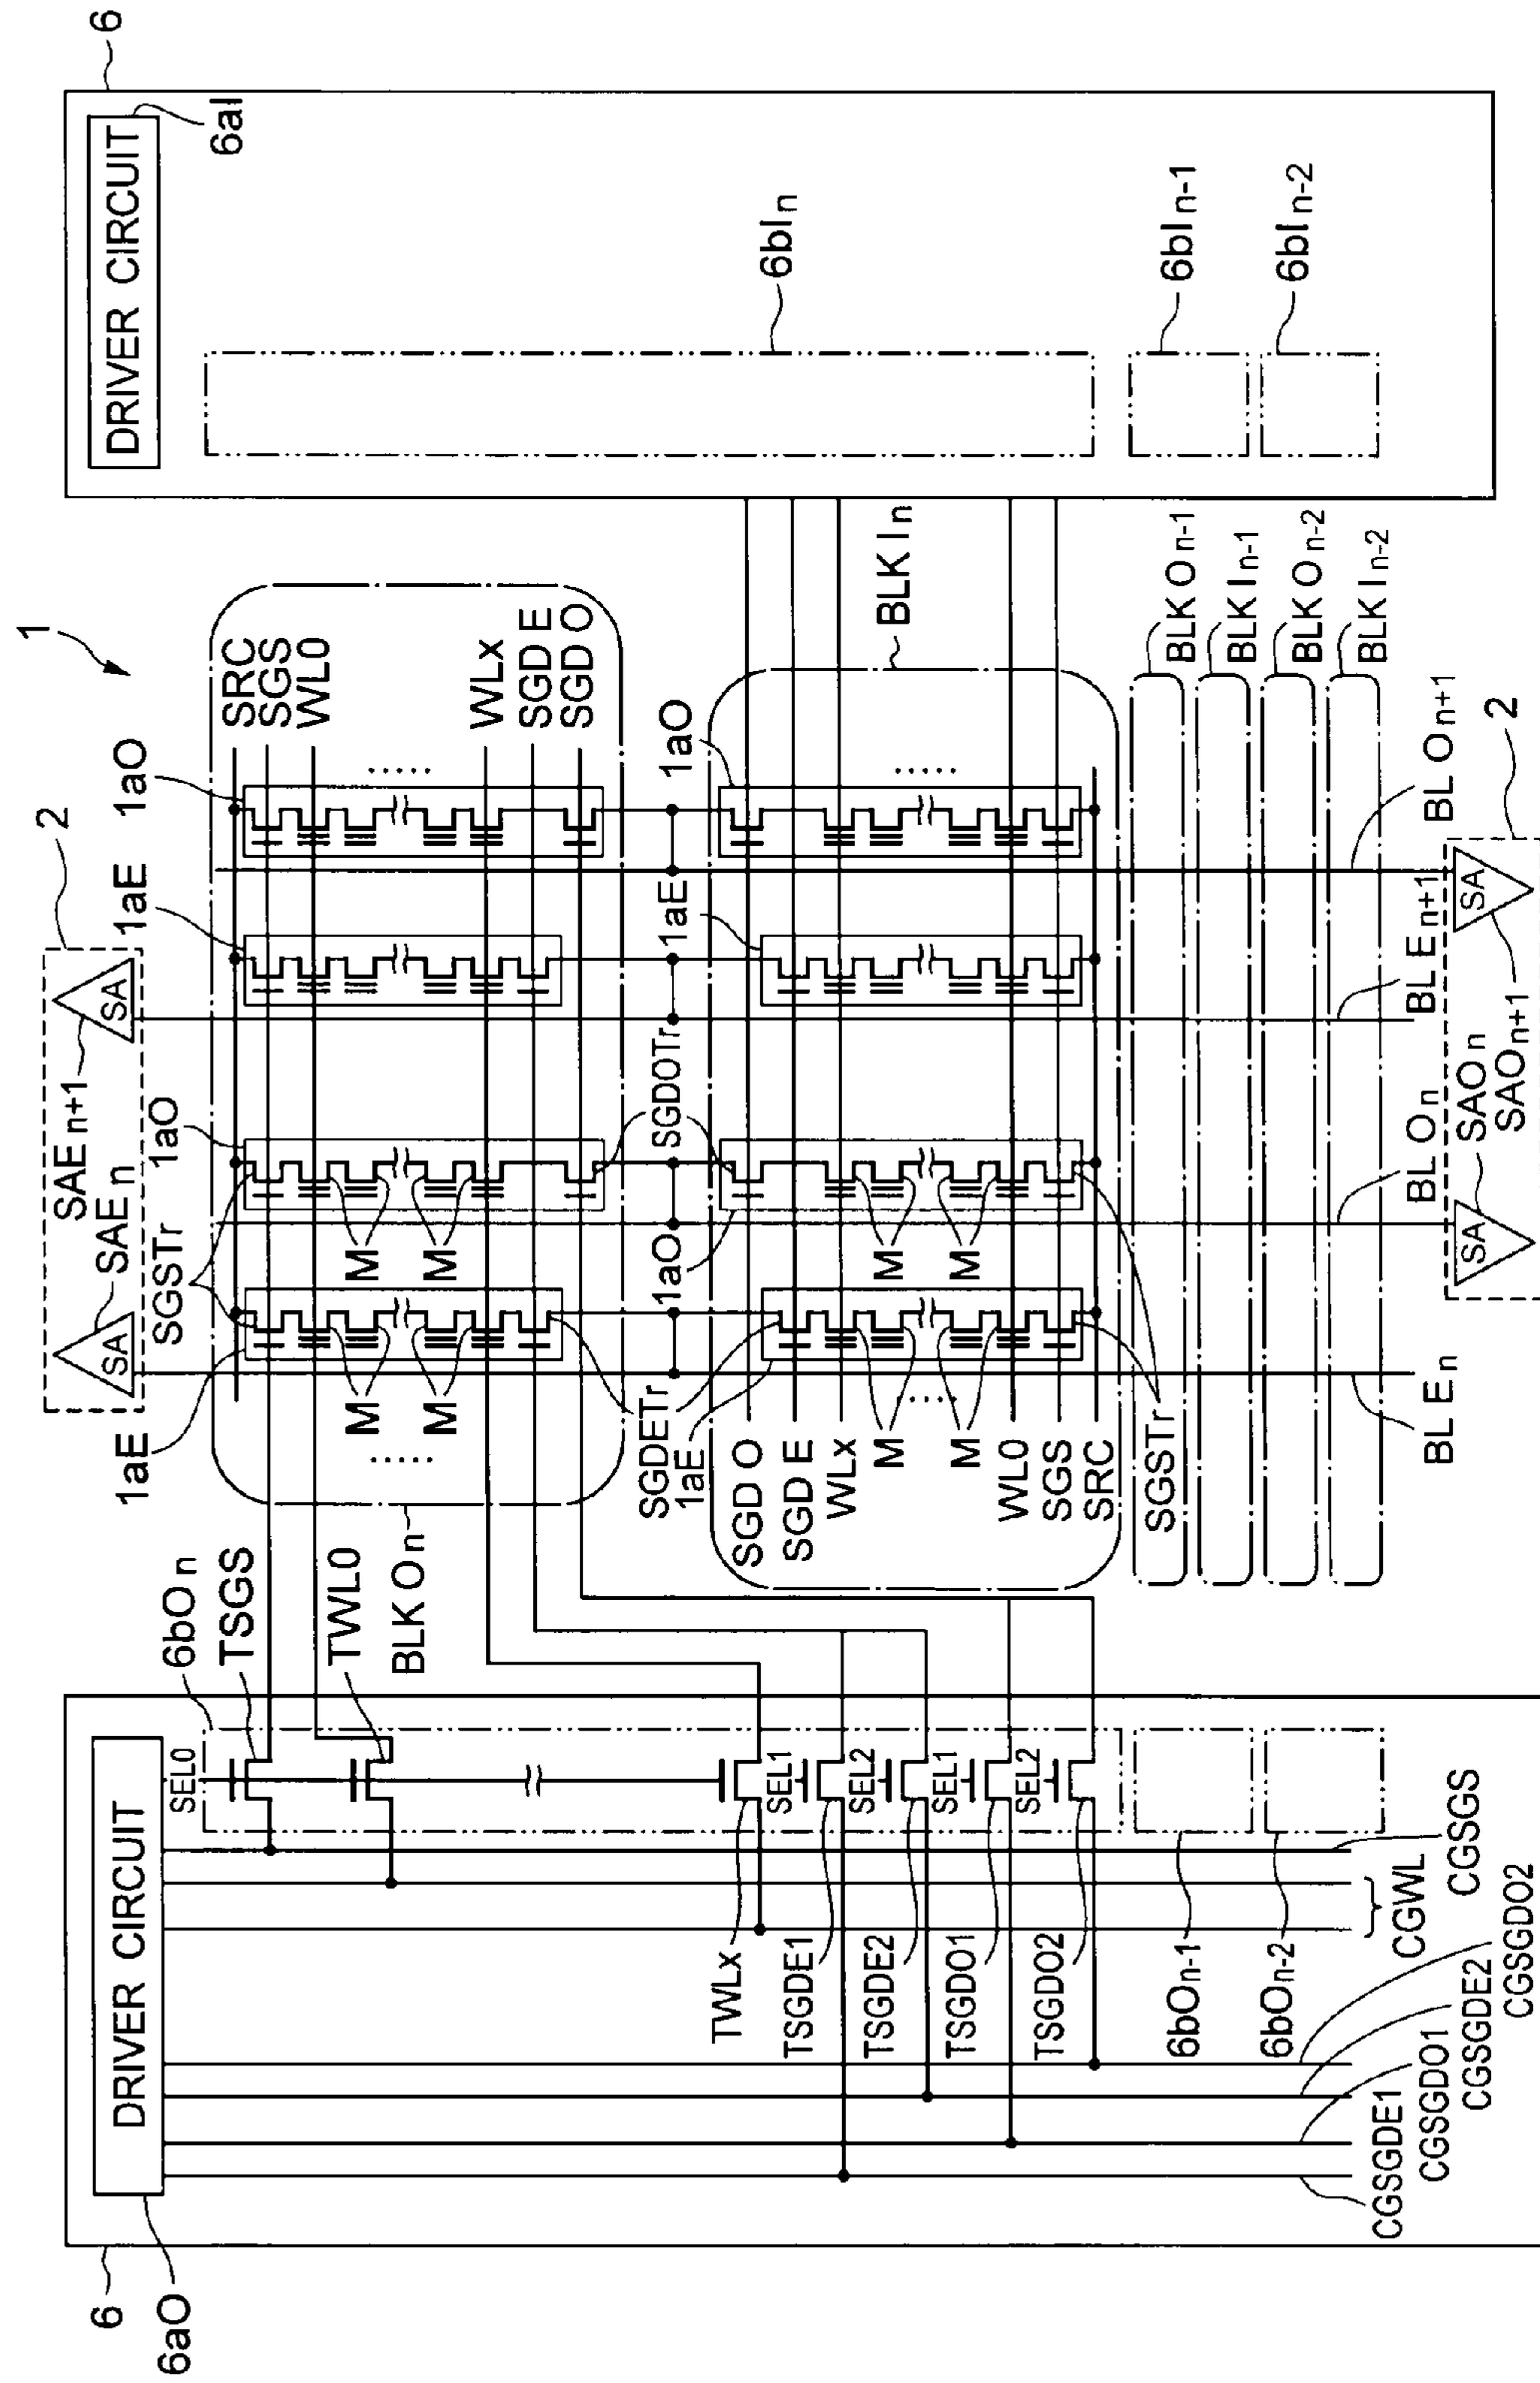 1
6
DRIVER CIRCUIT
6aO
SEL0
6bOn
TSGS
TWL0
BLK On
TWLx
SEL1
TSGDE1
SEL2
TSGDE2
SEL1
TSGDO1
SEL2
TSGDO2
6bOn-1
6bOn-2
CGSGS
CGWL
CGSGDO2
CGSGDE2
CGSGDO1
CGSGDE1
2
SAEn+1
SAEn
SA
SA
1aE
SGSTr
1aO
1aE
1aO
SRC
SGS
WL0
WLx
SGD E
SGD O
M
M
M
M
SGDETr
1aE
1aO
SGDOTr
1aE
1aO
SGD O
SGD E
WLx
WL0
SGS
SRC
M
M
M
M
SGSTr
BLK In
BLK On-1
BLK In-1
BLK On-2
BLK In-2
BL En
BL On
BL En+1
BL On+1
SAOn
SAOn+1
SA
SA
2
6
DRIVER CIRCUIT
6aI
6bIn
6bIn-1
6bIn-2